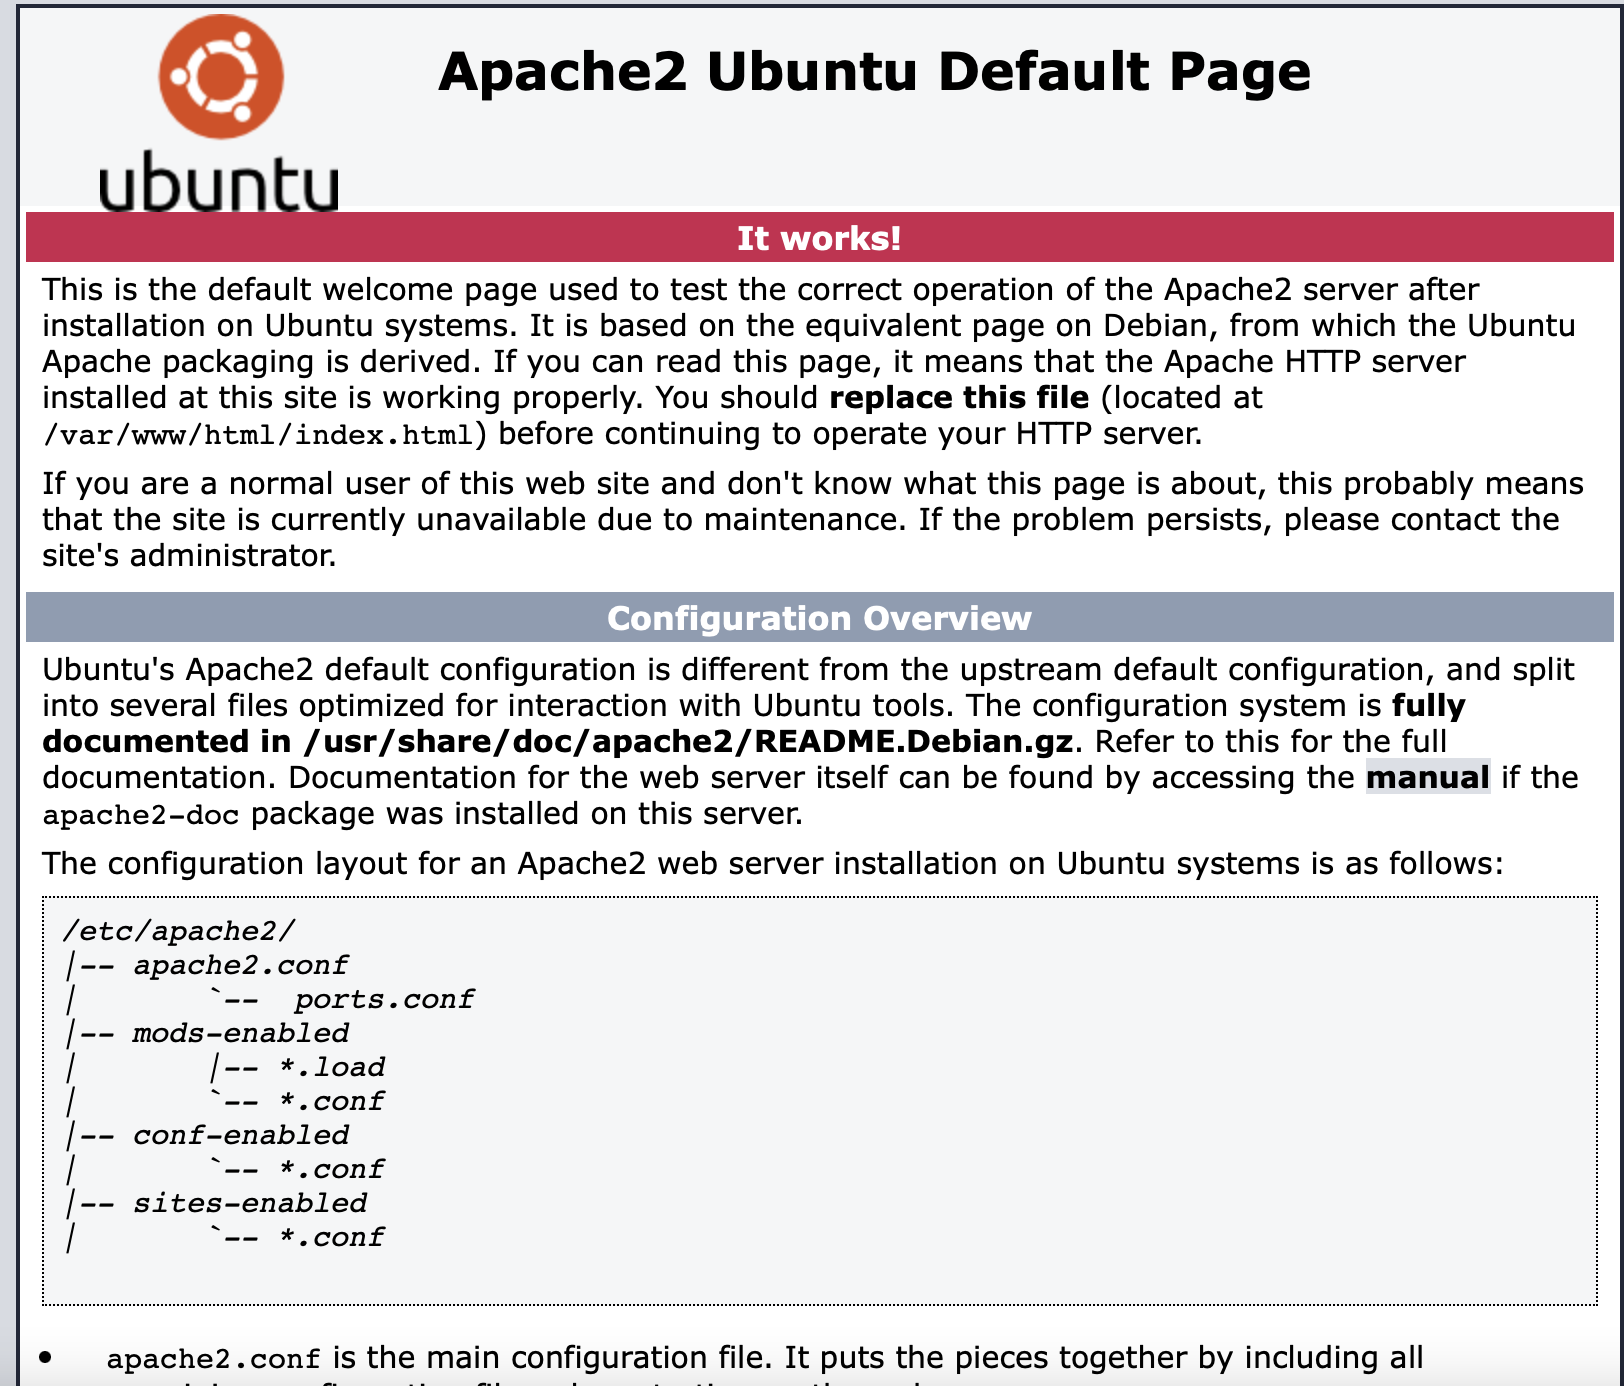 ubuntu
Apache2 Ubuntu Default Page
It works!
This is the default welcome page used to test the correct operation of the Apache2 server after
installation on Ubuntu systems. It is based on the equivalent page on Debian, from which the Ubuntu
Apache packaging is derived. If you can read this page, it means that the Apache HTTP server
installed at this site is working properly. You should replace this file (located at
/var/www/html/index.html) before continuing to operate your HTTP server.
If you are a normal user of this web site and don't know what this page is about, this probably means
that the site is currently unavailable due to maintenance. If the problem persists, please contact the
site's administrator.
Configuration Overview
Ubuntu's Apache2 default configuration is different from the upstream default configuration, and split
into several files optimized for interaction with Ubuntu tools. The configuration system is fully
documented in /usr/share/doc/apache2/README.Debian.gz. Refer to this for the full
documentation. Documentation for the web server itself can be found by accessing the manual if the
apache2-doc package was installed on this server.
The configuration layout for an Apache2 web server installation on Ubuntu systems is as follows:
/etc/apache2/
|-- apache2.conf
|       `--  ports.conf
|-- mods-enabled
|       |-- *.load
|       `-- *.conf
|-- conf-enabled
|       `-- *.conf
|-- sites-enabled
|       `-- *.conf
• apache2.conf is the main configuration file. It puts the pieces together by including all